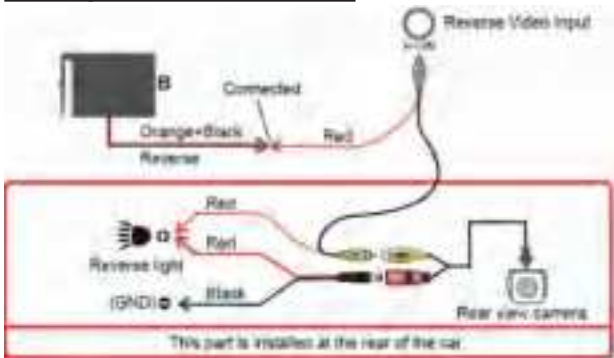 Reverse Video Input
B
Connected
Orange+Black
Red
Reverse
Red
Red
Reverse light
(GND)
Black
Rear view camera
This part is installed at the rear of the car